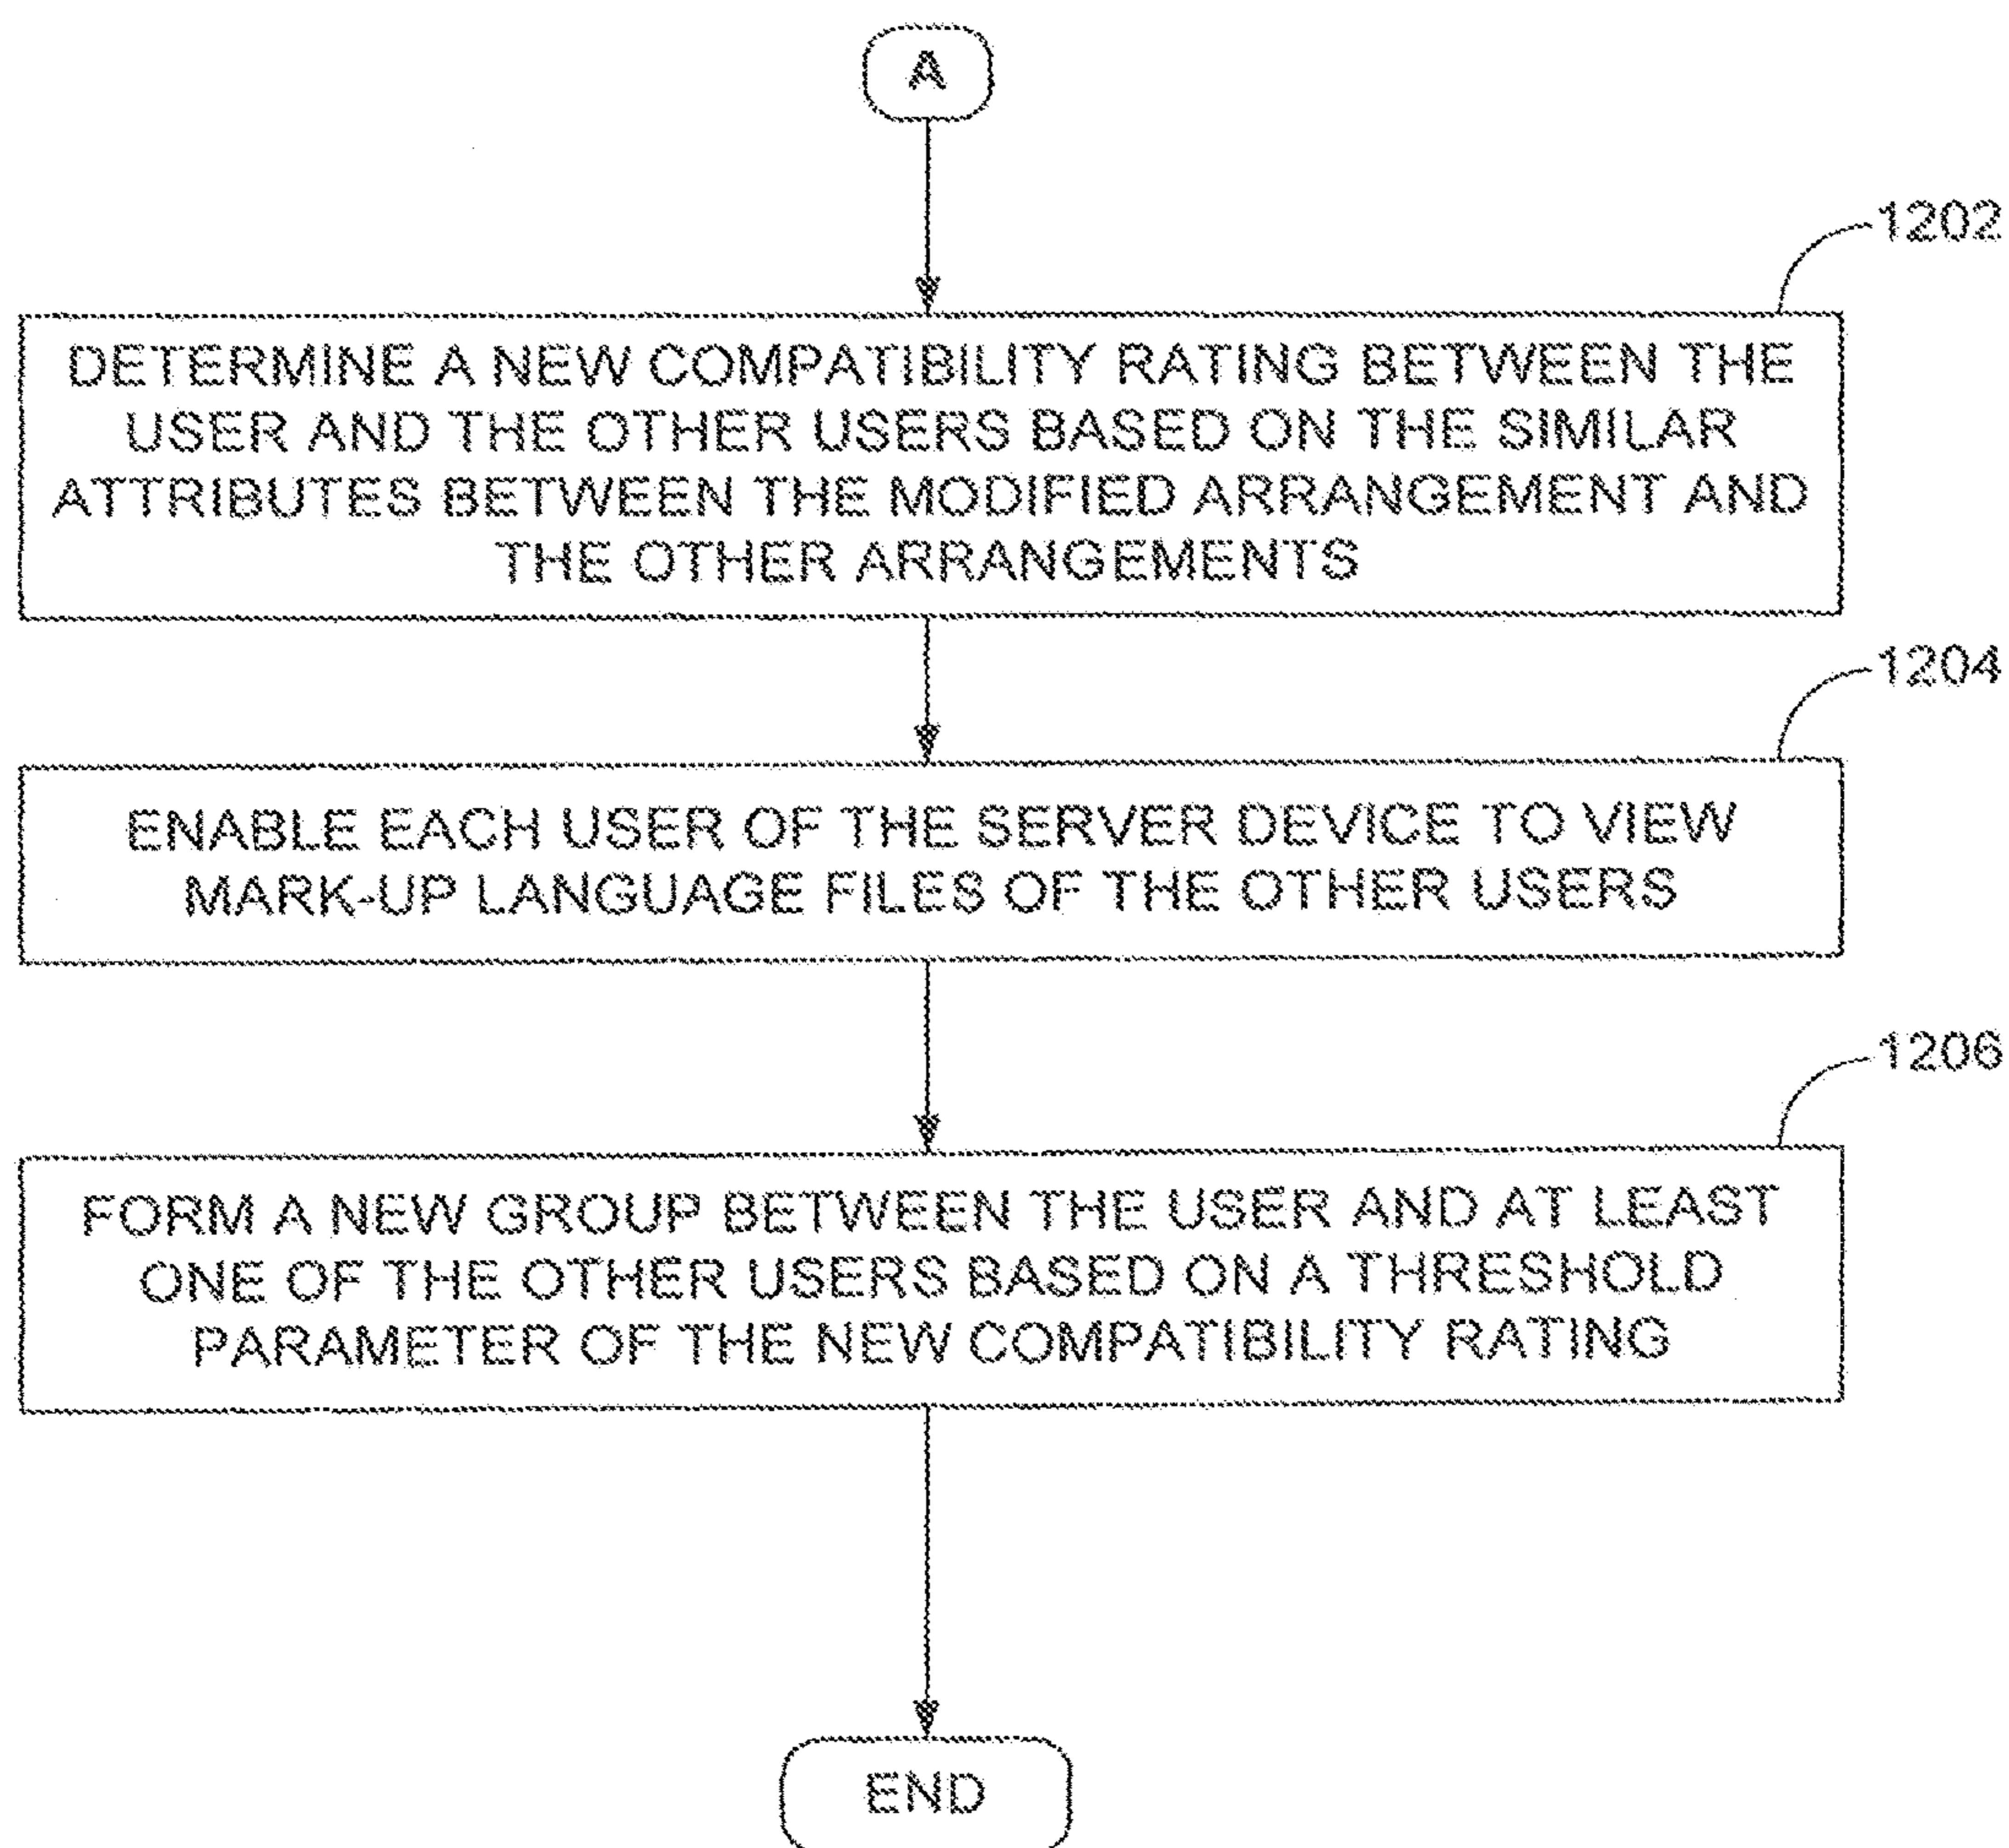 A
1202
DETERMINE A NEW COMPATIBILITY RATING BETWEEN THE
USER AND THE OTHER USERS BASED ON THE SIMILAR
ATTRIBUTES BETWEEN THE MODIFIED ARRANGEMENT AND
THE OTHER ARRANGEMENTS
1204
ENABLE EACH USER OF THE SERVER DEVICE TO VIEW
MARK-UP LANGUAGE FILES OF THE OTHER USERS
1206
FORM A NEW GROUP BETWEEN THE USER AND AT LEAST
ONE OF THE OTHER USERS BASED ON A THRESHOLD
PARAMETER OF THE NEW COMPATIBILITY RATING
END